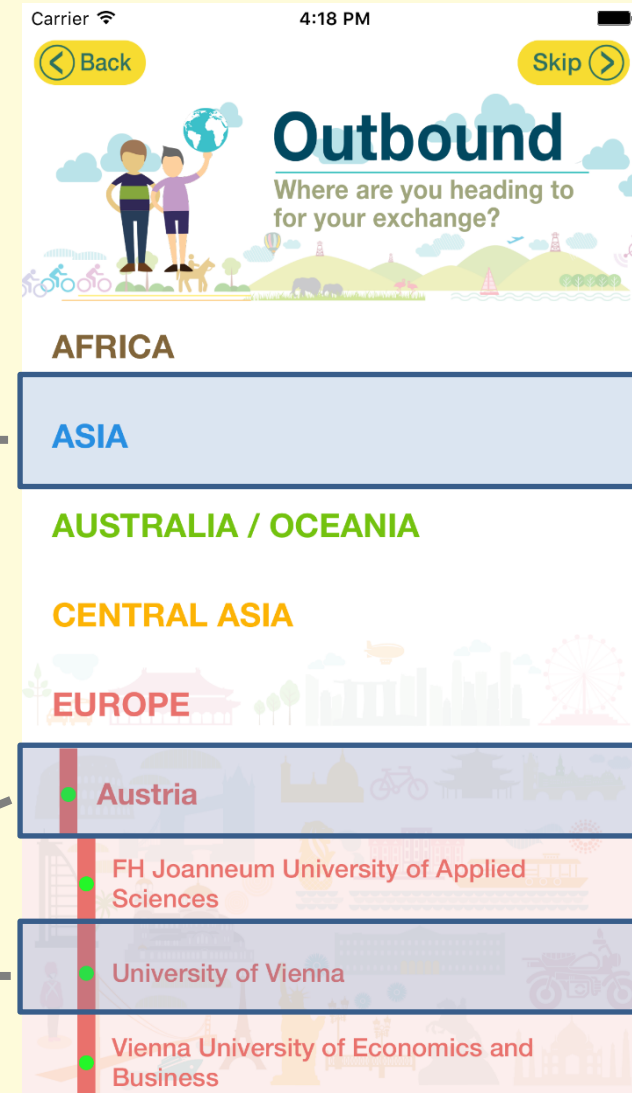 Carrier 4:18 PM
Back Skip
Outbound
Where are you heading to
for your exchange?
AFRICA
ASIA
AUSTRALIA / OCEANIA
CENTRAL ASIA
EUROPE
Austria
FH Joanneum University of Applied
Sciences
University of Vienna
Vienna University of Economics and
Business